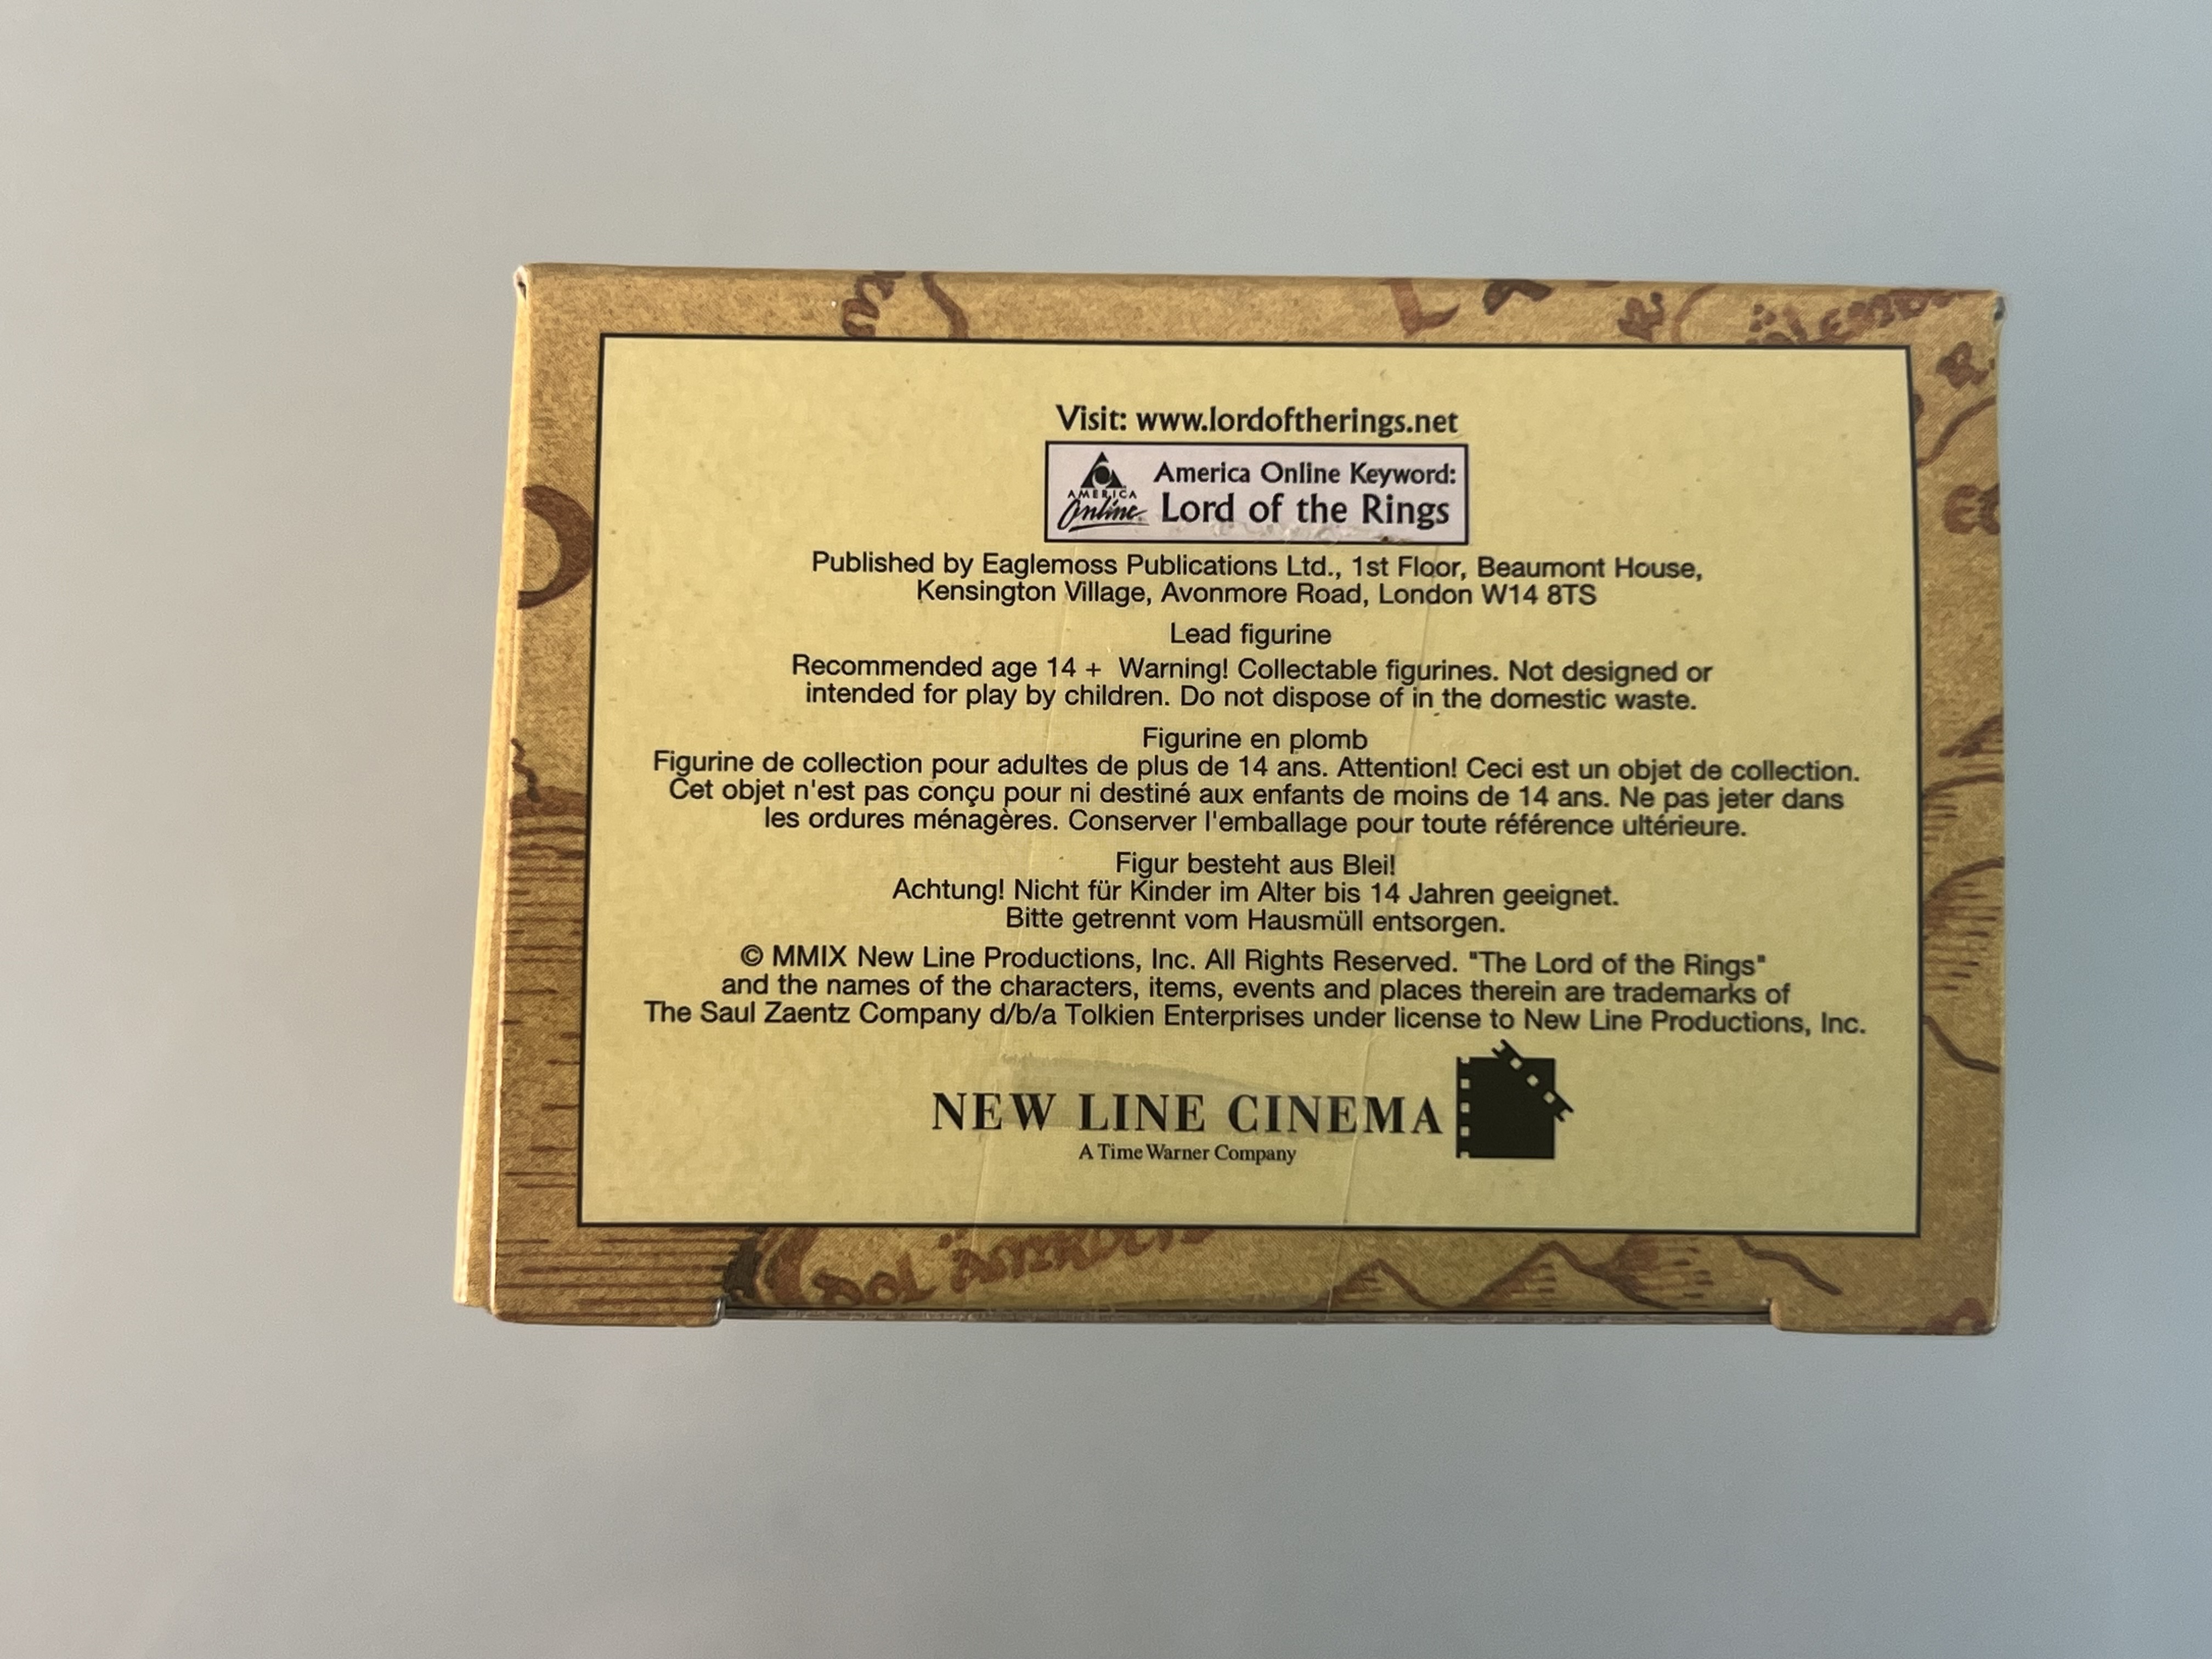 Visit: www.lordoftherings.net
AMERICA
Online
America Online Keyword:
Lord of the Rings
Published by Eaglemoss Publications Ltd., 1st Floor, Beaumont House,
Kensington Village, Avonmore Road, London W14 8TS
Lead figurine
Recommended age 14 + Warning! Collectable figurines. Not designed or
intended for play by children. Do not dispose of in the domestic waste.
Figurine en plomb
Figurine de collection pour adultes de plus de 14 ans. Attention! Ceci est un objet de collection.
Cet objet n'est pas conçu pour ni destiné aux enfants de moins de 14 ans. Ne pas jeter dans
les ordures ménagères. Conserver l'emballage pour toute référence ultérieure.
Figur besteht aus Blei!
Achtung! Nicht für Kinder im Alter bis 14 Jahren geeignet.
Bitte getrennt vom Hausmüll entsorgen.
© MMIX New Line Productions, Inc. All Rights Reserved. "The Lord of the Rings"
and the names of the characters, items, events and places therein are trademarks of
The Saul Zaentz Company d/b/a Tolkien Enterprises under license to New Line Productions, Inc.
NEW LINE CINEMA
A Time Warner Company
DOL